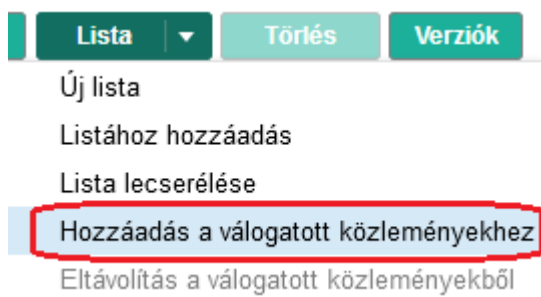 Lista Törlés Verziók
Új lista
Listához hozzáadás
Lista lecserélése
Hozzáadás a válogatott közleményekhez
Eltávolítás a válogatott közleményekből